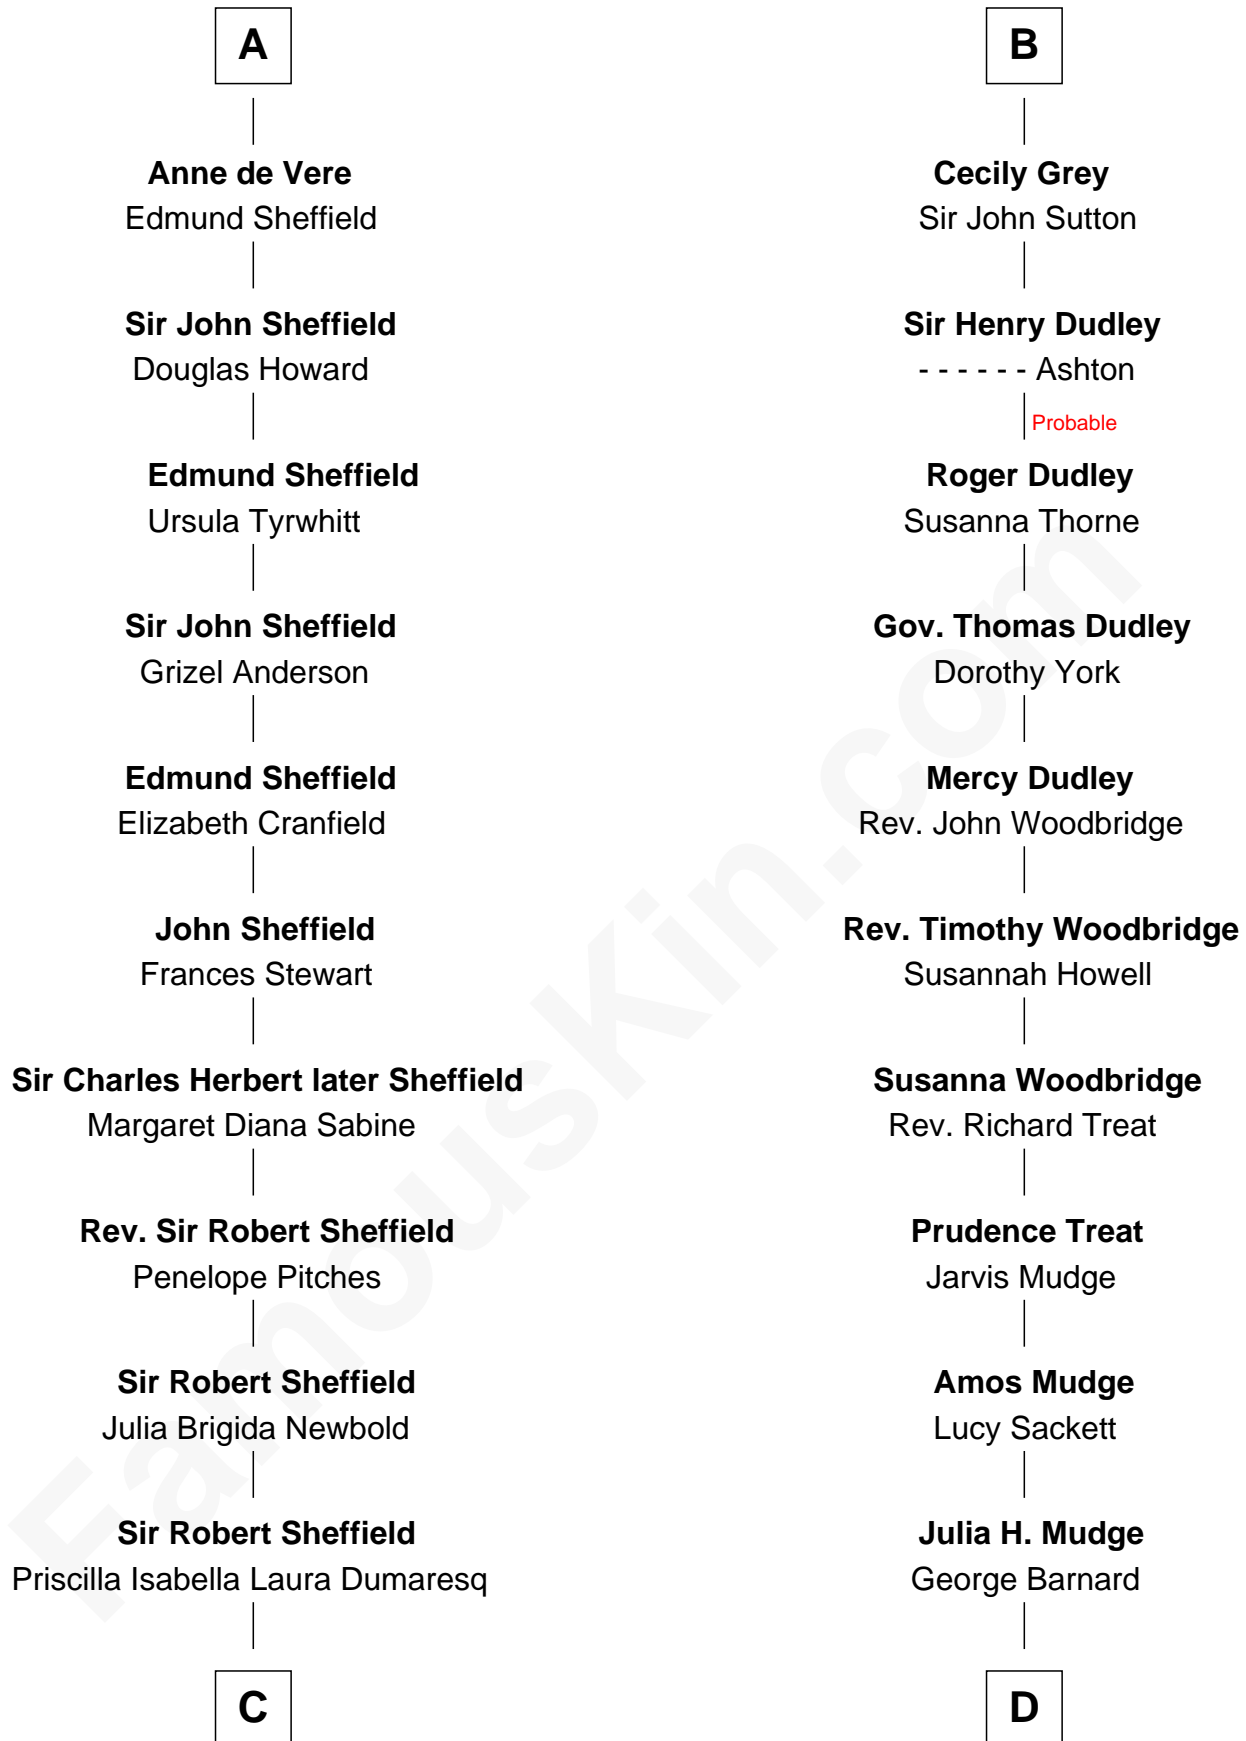 A
Anne de Vere
Edmund Sheffield
Sir John Sheffield
Douglas Howard
Edmund Sheffield
Ursula Tyrwhitt
Sir John Sheffield
Grizel Anderson
Edmund Sheffield
Elizabeth Cranfield
John Sheffield
Frances Stewart
Sir Charles Herbert later Sheffield
Margaret Diana Sabine
Rev. Sir Robert Sheffield
Penelope Pitches
Sir Robert Sheffield
Julia Brigida Newbold
Sir Robert Sheffield
Priscilla Isabella Laura Dumaresq
C
B
Cecily Grey
Sir John Sutton
Sir Henry Dudley
- - - - - - Ashton
Probable
Roger Dudley
Susanna Thorne
Gov. Thomas Dudley
Dorothy York
Mercy Dudley
Rev. John Woodbridge
Rev. Timothy Woodbridge
Susannah Howell
Susanna Woodbridge
Rev. Richard Treat
Prudence Treat
Jarvis Mudge
Amos Mudge
Lucy Sackett
Julia H. Mudge
George Barnard
D
FamousKin.com